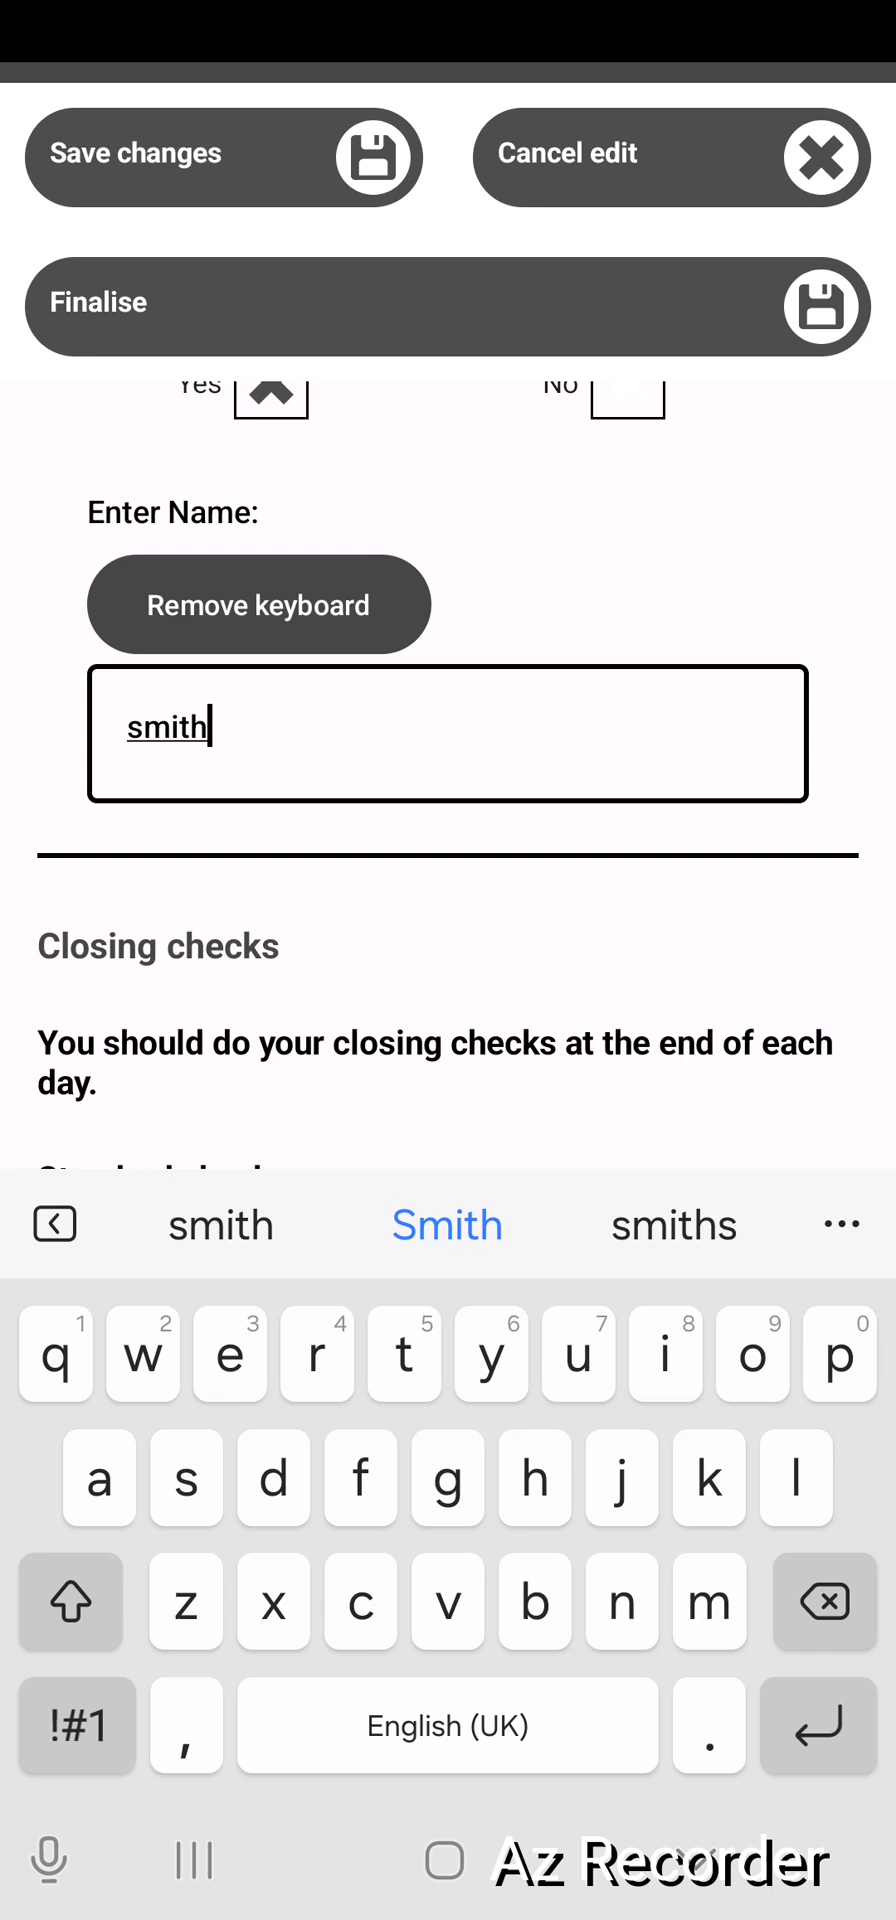 Save changes
Cancel edit
Finalise
Yes
No
Enter Name:
Remove keyboard
smith
Closing checks
You should do your closing checks at the end of each
day.
smith Smith smiths ...
1 2 3 4 5 6 7 8 9 0
q w e r t y u i o p
a s d f g h j k l
z x c v b n m
!#1 , English (UK) .
Az Recorder